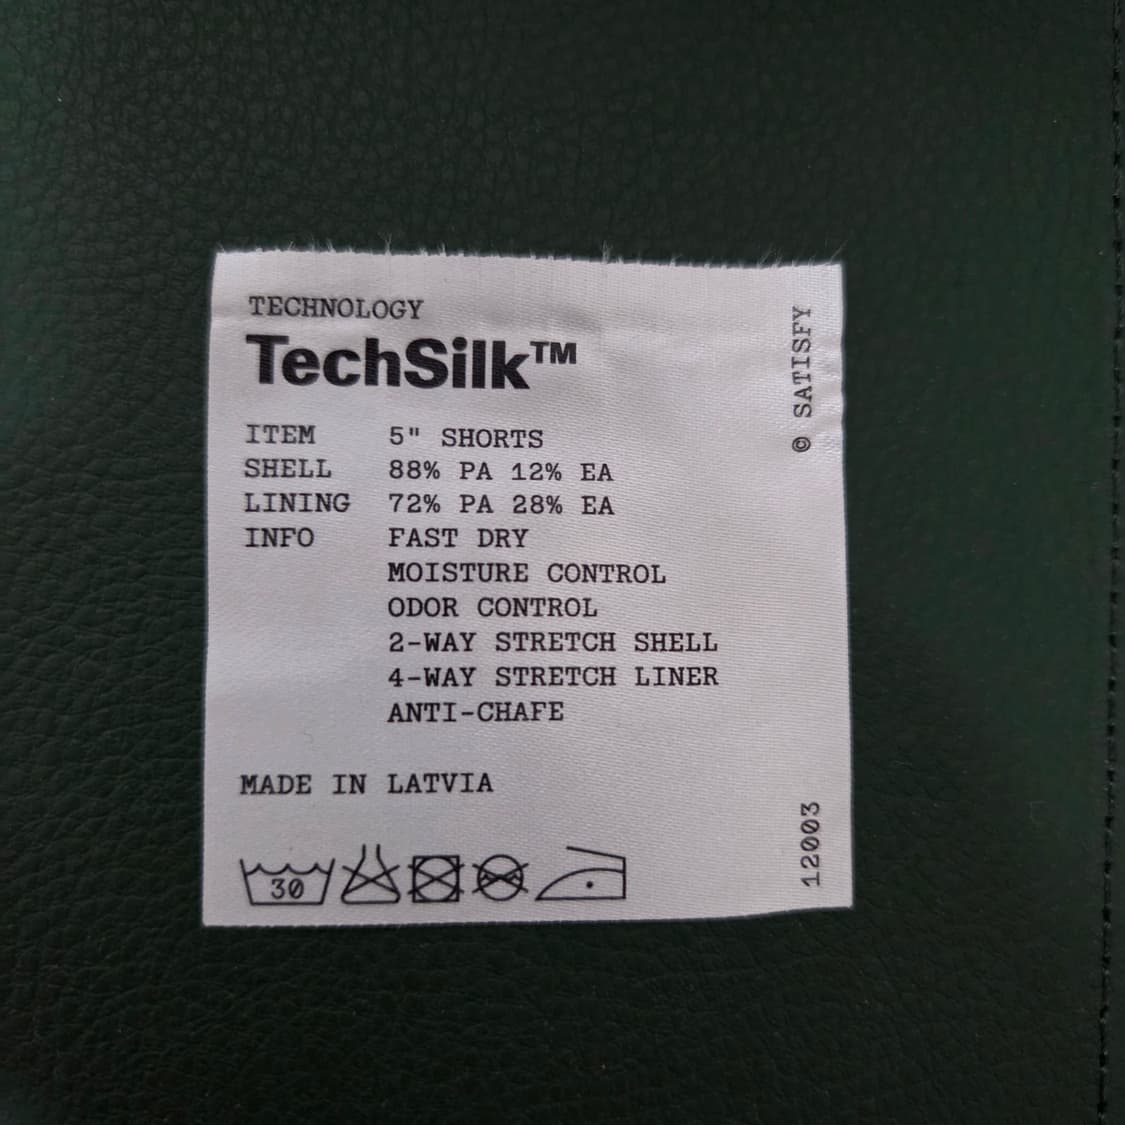 TECHNOLOGY
TechSilk™
ITEM 5" SHORTS
SHELL 88% PA 12% EA
LINING 72% PA 28% EA
INFO FAST DRY
MOISTURE CONTROL
ODOR CONTROL
2-WAY STRETCH SHELL
4-WAY STRETCH LINER
ANTI-CHAFE
MADE IN LATVIA
30
© SATISFY
12003